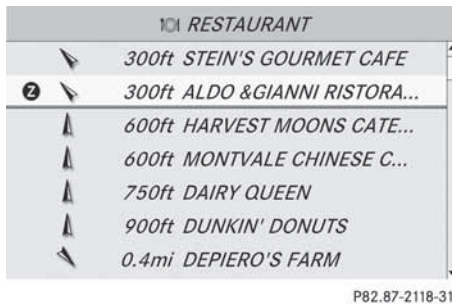 RESTAURANT
300ft STEIN'S GOURMET CAFE
Z 300ft ALDO &GIANNI RISTORA...
600ft HARVEST MOONS CATE...
600ft MONTVALE CHINESE C...
750ft DAIRY QUEEN
900ft DUNKIN' DONUTS
0.4mi DEPIERO'S FARM
P82.87-2118-31